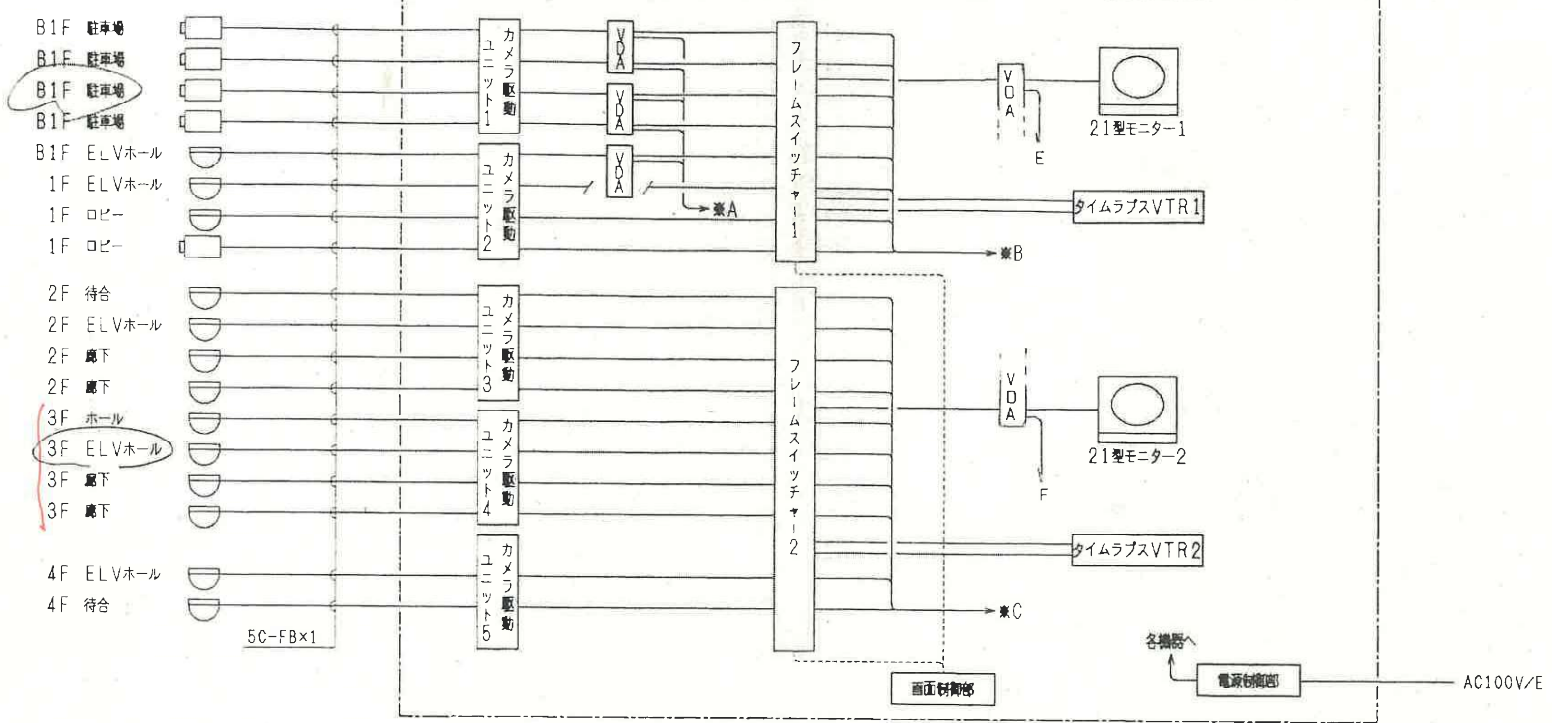 B1F 駐車場
B1F 駐車場
B1F 駐車場
B1F 駐車場
B1F ELVホール
1F ELVホール
1F ロビー
1F ロビー
2F 待合
2F ELVホール
2F 廊下
2F 廊下
3F ホール
3F ELVホール
3F 廊下
3F 廊下
4F ELVホール
4F 待合
5C-FB×1
カメラ駆動
ユニット1
カメラ駆動
ユニット2
カメラ駆動
ユニット3
カメラ駆動
ユニット4
カメラ駆動
ユニット5
VDA
VDA
VDA
※A
フレームスイッチャー1
フレームスイッチャー2
VDA
E
21型モニター1
タイムラプスVTR1
※B
VDA
F
21型モニター2
タイムラプスVTR2
※C
画面制御部
各機器へ
電源制御部
AC100V/E